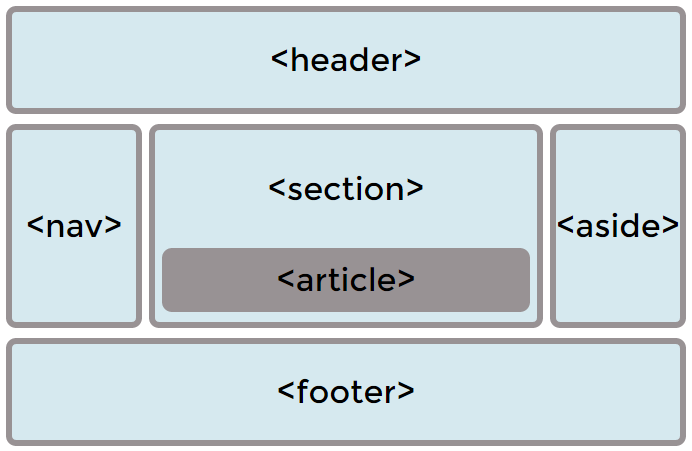 <header>
<nav>
<section>
<article>
<aside>
<footer>